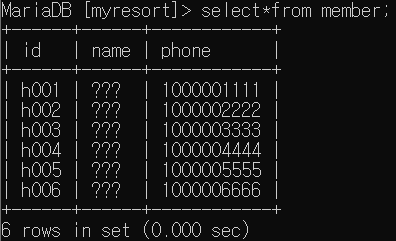 MariaDB [myresort]> select*from member;
+------+------+------------+
| id   | name | phone      |
+------+------+------------+
| h001 | ???  | 1000001111 |
| h002 | ???  | 1000002222 |
| h003 | ???  | 1000003333 |
| h004 | ???  | 1000004444 |
| h005 | ???  | 1000005555 |
| h006 | ???  | 1000006666 |
+------+------+------------+
6 rows in set (0.000 sec)